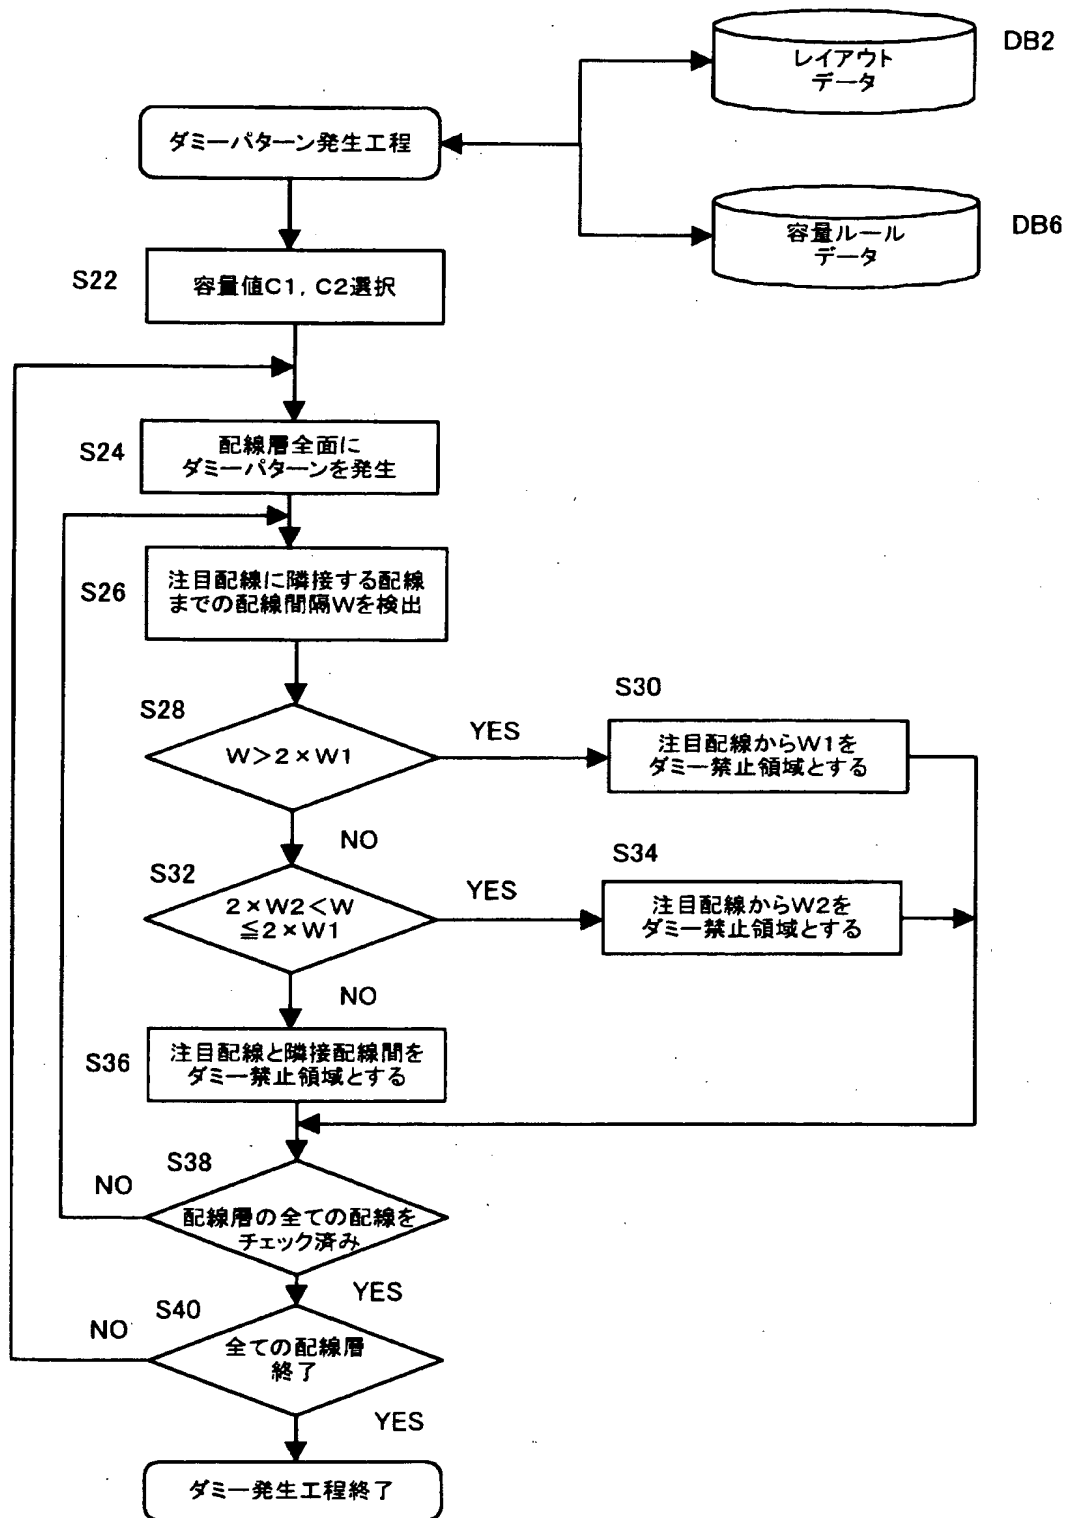 DB2
レイアウト
データ
ダミーパターン発生工程
DB6
容量ルール
データ
S22
容量値C1, C2選択
S24
配線層全面に
ダミーパターンを発生
S26
注目配線に隣接する配線
までの配線間隔Wを検出
S28
W>2×W1
YES
S30
注目配線からW1を
ダミー禁止領域とする
NO
S32
2×W2<W
≦2×W1
YES
S34
注目配線からW2を
ダミー禁止領域とする
NO
S36
注目配線と隣接配線間を
ダミー禁止領域とする
S38
NO
配線層の全ての配線を
チェック済み
YES
S40
NO
全ての配線層
終了
YES
ダミー発生工程終了